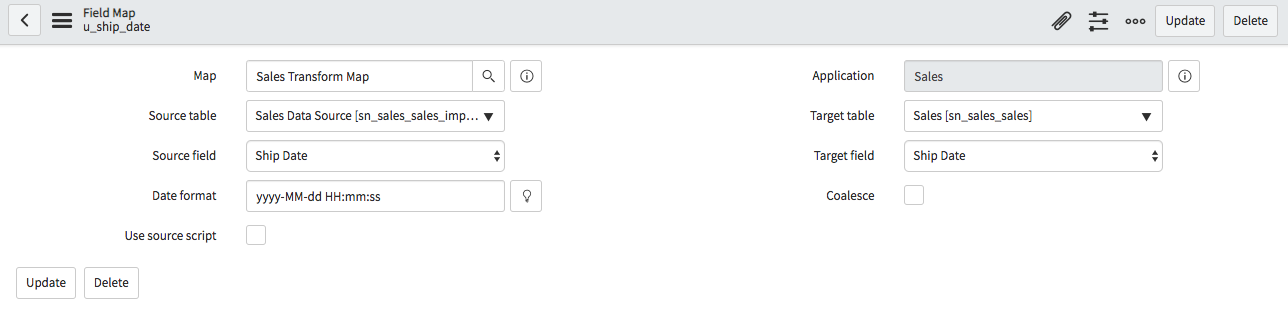 Field Map
u_ship_date
Update
Delete
Map
Sales Transform Map
Application
Sales
Source table
Sales Data Source [sn_sales_sales_imp...
Target table
Sales [sn_sales_sales]
Source field
Ship Date
Target field
Ship Date
Date format
yyyy-MM-dd HH:mm:ss
Coalesce
Use source script
Update
Delete